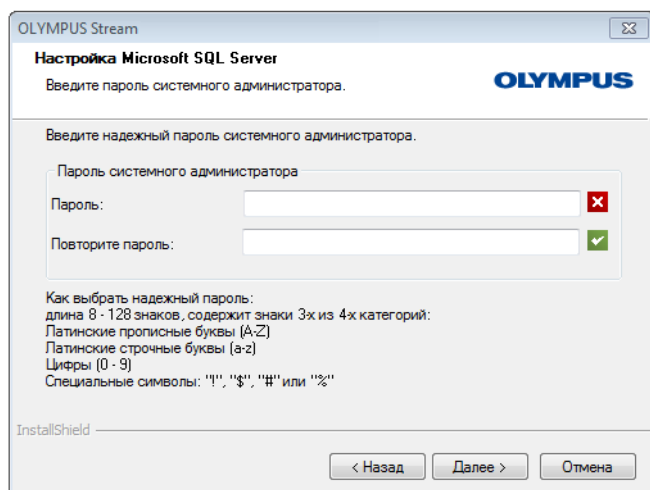 OLYMPUS Stream
Настройка Microsoft SQL Server
Введите пароль системного администратора.
OLYMPUS
Введите надежный пароль системного администратора.
Пароль системного администратора
Пароль:
Повторите пароль:
Как выбрать надежный пароль:
длина 8 - 128 знаков, содержит знаки 3-х из 4-х категорий:
Латинские прописные буквы (A-Z)
Латинские строчные буквы (a-z)
Цифры (0 - 9)
Специальные символы: "!", "$", "#" или "%"
InstallShield
< Назад
Далее >
Отмена